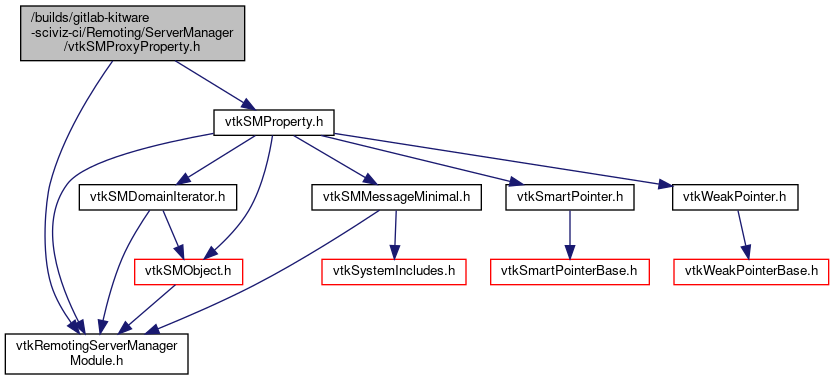 /builds/gitlab-kitware
-sciviz-ci/Remoting/ServerManager
/vtkSMProxyProperty.h
vtkSMProperty.h
vtkSMDomainIterator.h
vtkSMMessageMinimal.h
vtkSmartPointer.h
vtkWeakPointer.h
vtkSMObject.h
vtkSystemIncludes.h
vtkSmartPointerBase.h
vtkWeakPointerBase.h
vtkRemotingServerManager
Module.h